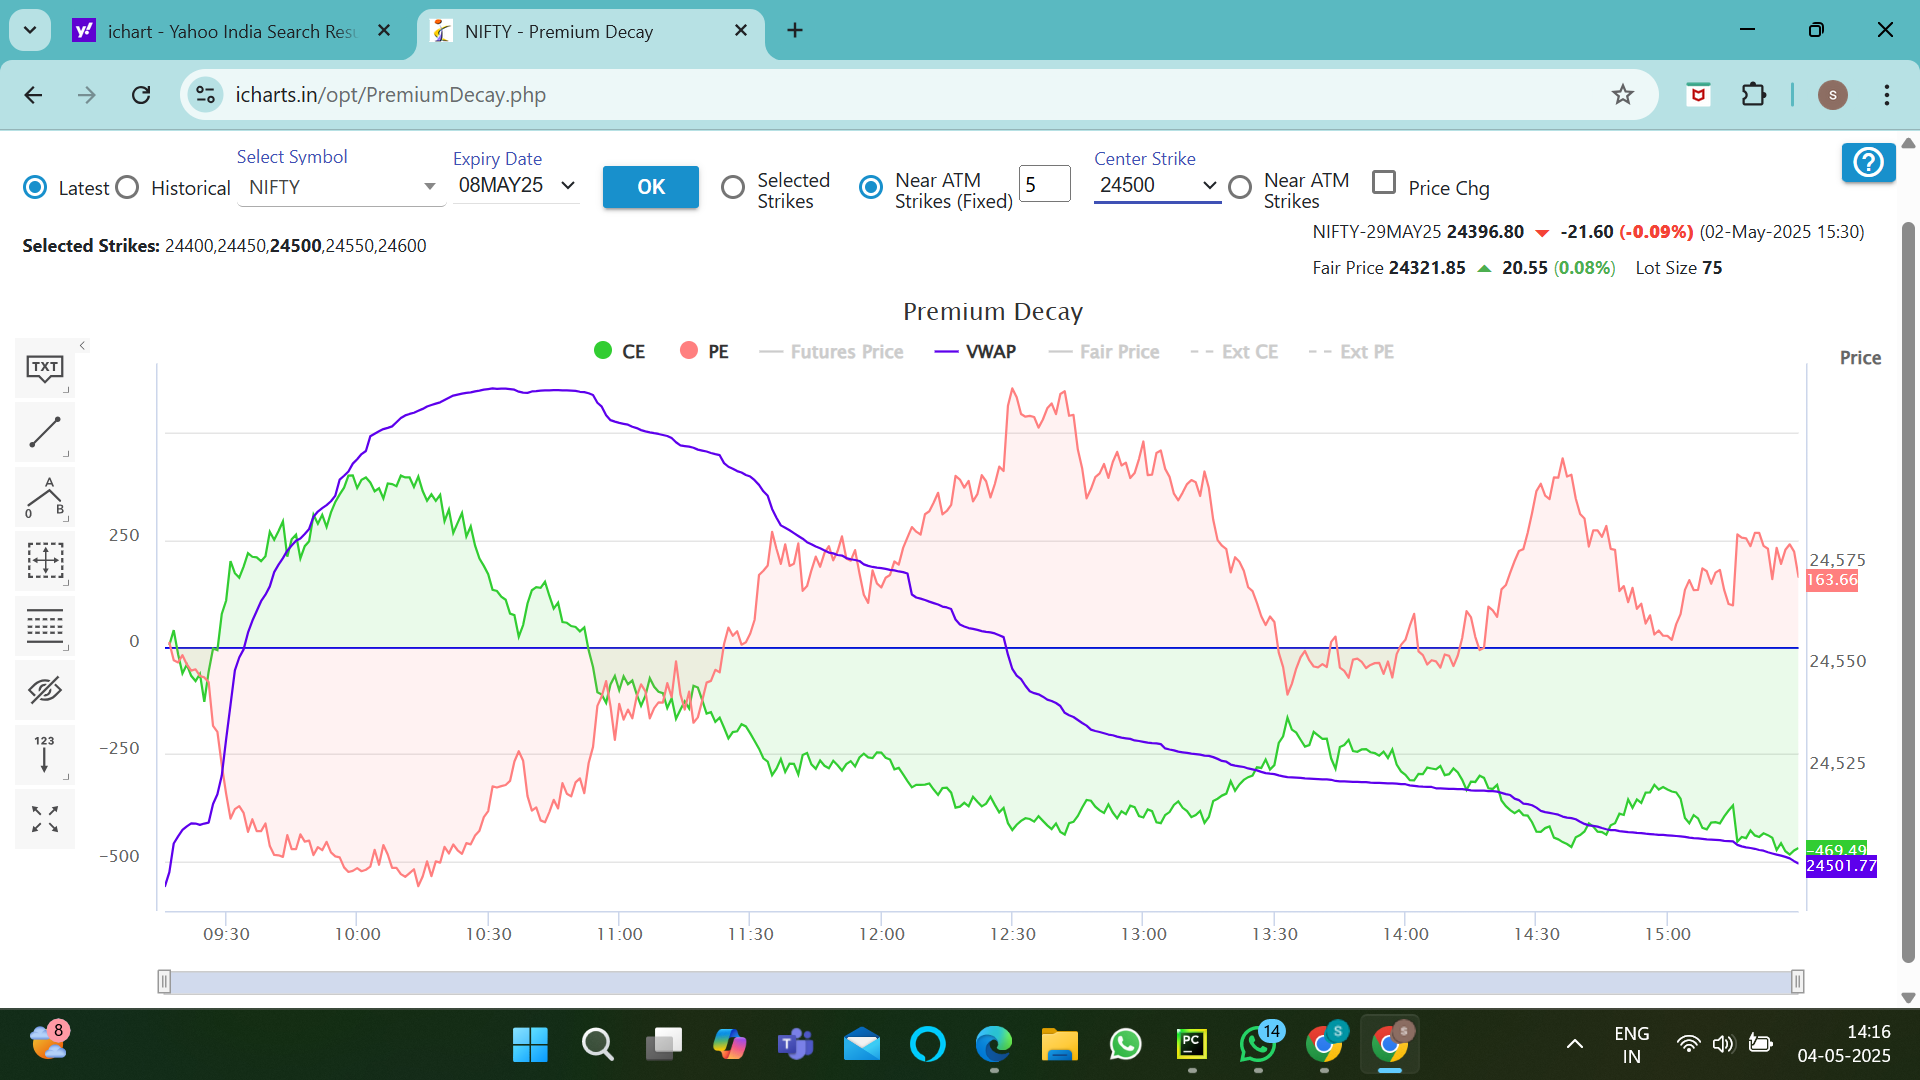 ichart - Yahoo India Search Resu
NIFTY - Premium Decay
icharts.in/opt/PremiumDecay.php
S
Select Symbol
Expiry Date
Center Strike
Latest
Historical
NIFTY
08MAY25
OK
Selected
Strikes
Near ATM
Strikes (Fixed)
5
24500
Near ATM
Strikes
Price Chg
Selected Strikes: 24400,24450,24500,24550,24600
NIFTY-29MAY25 24396.80 -21.60 (-0.09%) (02-May-2025 15:30)
Fair Price 24321.85 20.55 (0.08%) Lot Size 75
Premium Decay
CE PE Futures Price VWAP Fair Price Ext CE Ext PE
Price
TXT
A
0 B
123
250
0
−250
−500
24,575
163.66
24,550
24,525
-469.49
24501.77
09:30 10:00 10:30 11:00 11:30 12:00 12:30 13:00 13:30 14:00 14:30 15:00
8
T
PC
14
S
S
ENG
IN
14:16
04-05-2025